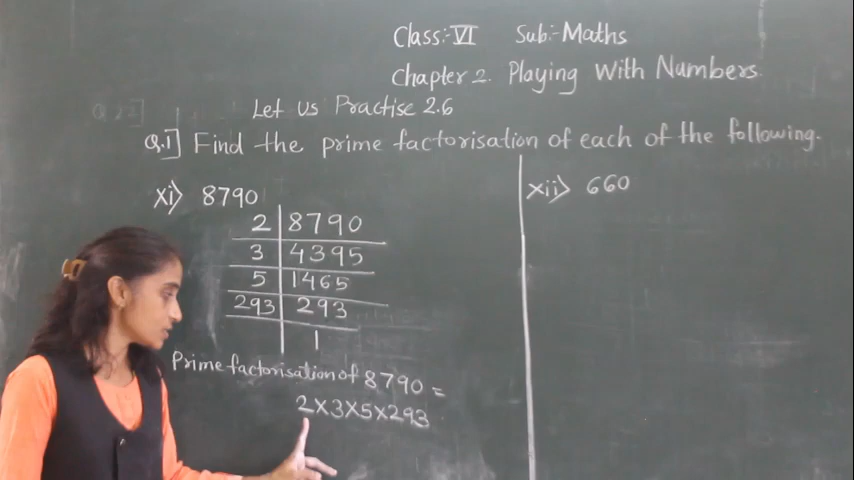 Class:- VI Sub:- Maths
Chapter 2. Playing With Numbers.
Let us Practise 2.6
Q.1] Find the prime factorisation of each of the following.
xi> 8790
2 | 8790
3 | 4395
5 | 1465
293 | 293
| 1
Prime factorisation of 8790 =
2×3×5×293
xii> 660